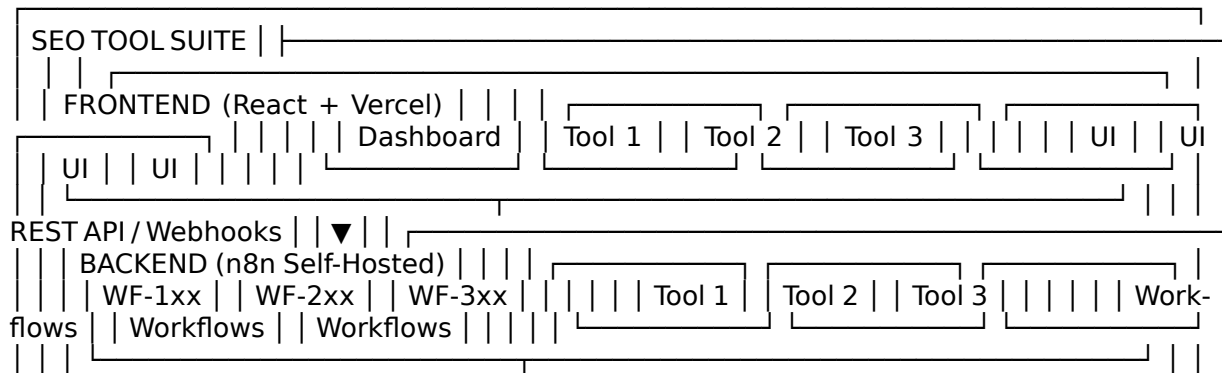 ┌──────────────────────────────────────────────────────┐
│ SEO TOOL SUITE │ ├──────────────────────────────────────────
│ │ │ ┌────────────────────────────────────────────────┐ │
│ │ FRONTEND (React + Vercel) │ │ │ │ ┌────────┐ ┌────────┐ ┌────────┐
┌────────┐ │ │ │ │ │ Dashboard │ │ Tool 1 │ │ Tool 2 │ │ Tool 3 │ │ │ │ │ │ UI │ │ UI
│ │ UI │ │ UI │ │ │ │ │ └────────┘ └────────┘ └────────┘ └────────┘ │
│ │ └───────────────────┬────────────────────────────┘ │ │ │
REST API / Webhooks │ │ ▼ │ │ ┌─────────────────────────────────────
│ │ │ BACKEND (n8n Self-Hosted) │ │ │ │ ┌────────┐ ┌────────┐ ┌────────┐ │
│ │ │ │ WF-1xx │ │ WF-2xx │ │ WF-3xx │ │ │ │ │ │ Tool 1 │ │ Tool 2 │ │ Tool 3 │ │ │ │ │ │ Work-
flows │ │ Workflows │ │ Workflows │ │ │ │ │ └────────┘ └────────┘ └────────┘
│ │ │ └───────────────────┬────────────────────────────┘ │ │